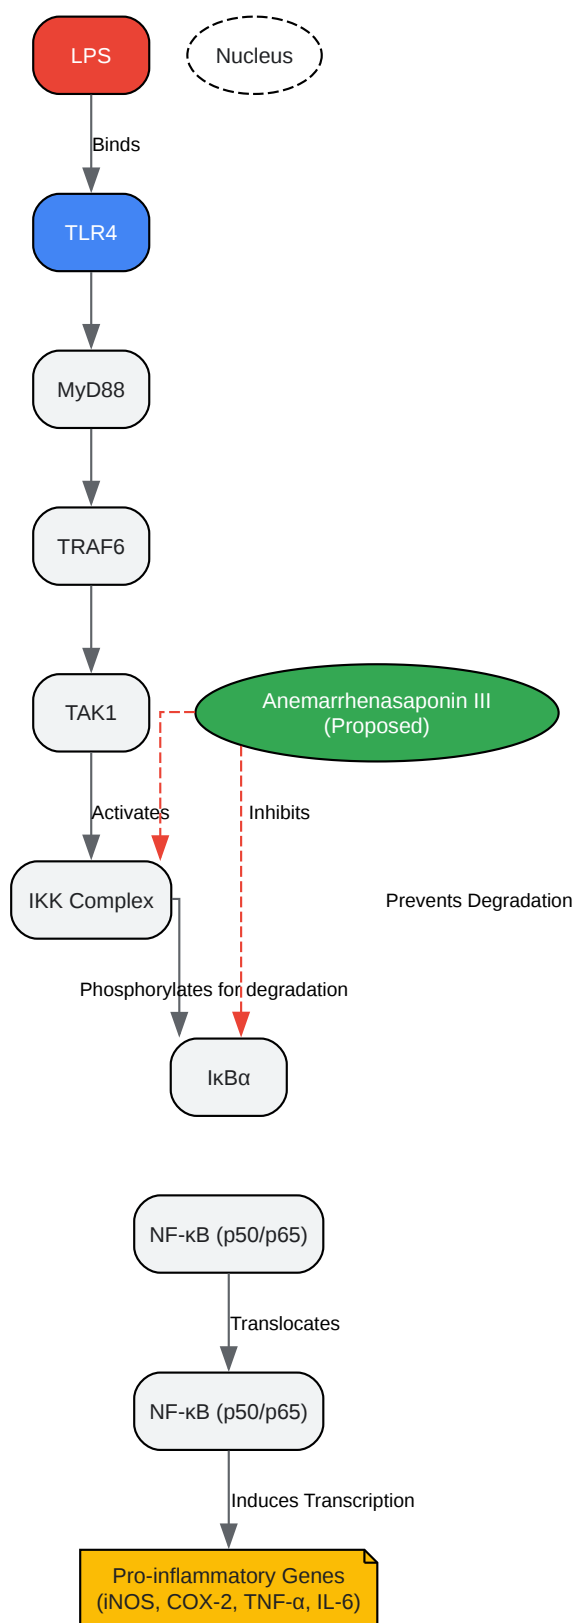 LPS
Nucleus
Binds
TLR4
MyD88
TRAF6
TAK1
Anemarrhenasaponin III
(Proposed)
Activates
Inhibits
IKK Complex
Prevents Degradation
Phosphorylates for degradation
IκBα
NF-κB (p50/p65)
Translocates
NF-κB (p50/p65)
Induces Transcription
Pro-inflammatory Genes
(iNOS, COX-2, TNF-α, IL-6)